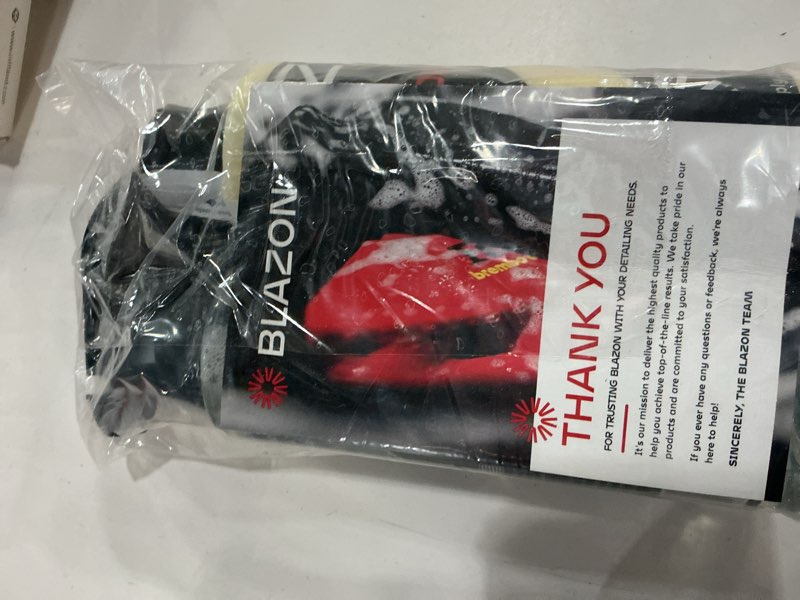 BLAZON
brembo
THANK YOU
FOR TRUSTING BLAZON WITH YOUR DETAILING NEEDS.
It's our mission to deliver the highest quality products to
help you achieve top-of-the-line results. We take pride in our
products and are committed to your satisfaction.
If you ever have any questions or feedback, we're always
here to help!
SINCERELY, THE BLAZON TEAM